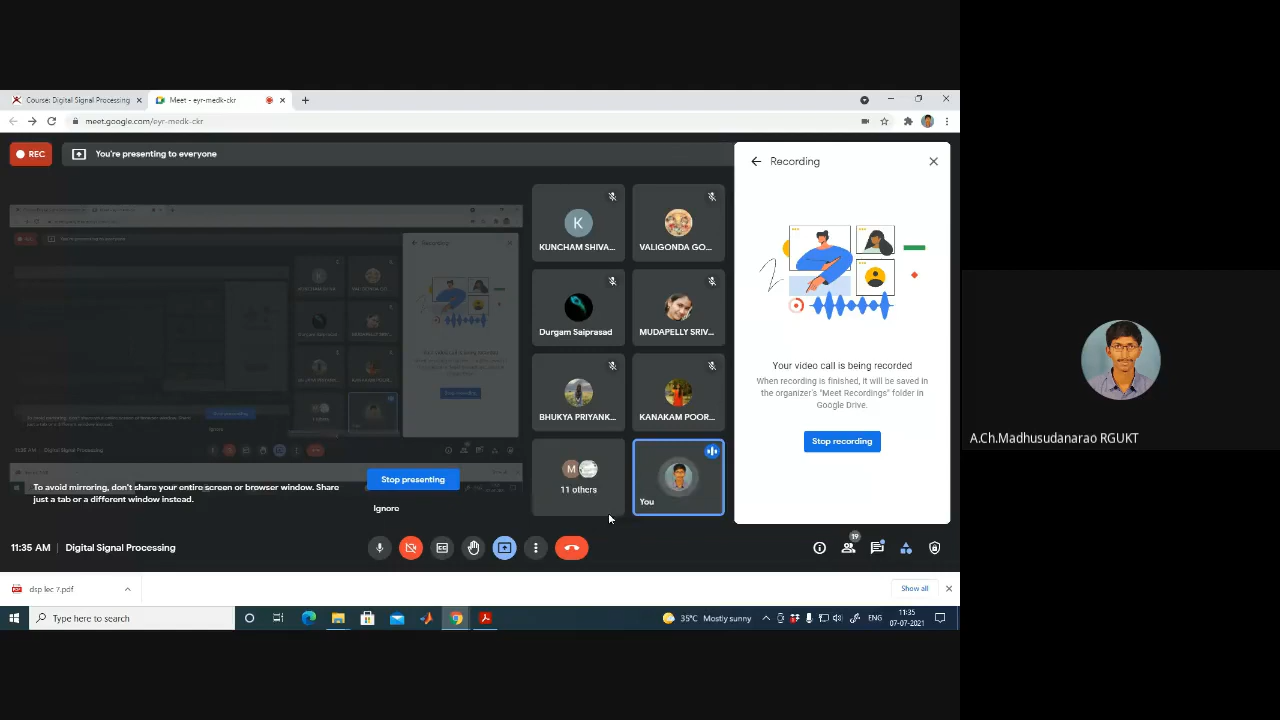 Course: Digital Signal Processing
Meet - eyr-medk-ckr
meet.google.com/eyr-medk-ckr
REC
You're presenting to everyone
Recording
KUNCHAM SHIVA...
VALIGONDA GO...
Durgam Saiprasad
MUDAPELLY SRIV...
BHUKYA PRIYANK...
KANAKAM POOR...
11 others
You
Your video call is being recorded
When recording is finished, it will be saved in
the organizer's "Meet Recordings" folder in
Google Drive.
Stop recording
To avoid mirroring, don't share your entire screen or browser window. Share
just a tab or a different window instead.
Stop presenting
Ignore
11:35 AM | Digital Signal Processing
19
dsp lec 7.pdf
Show all
Type here to search
35°C Mostly sunny
ENG
11:35
07-07-2021
A.Ch.Madhusudanarao RGUKT
K
M